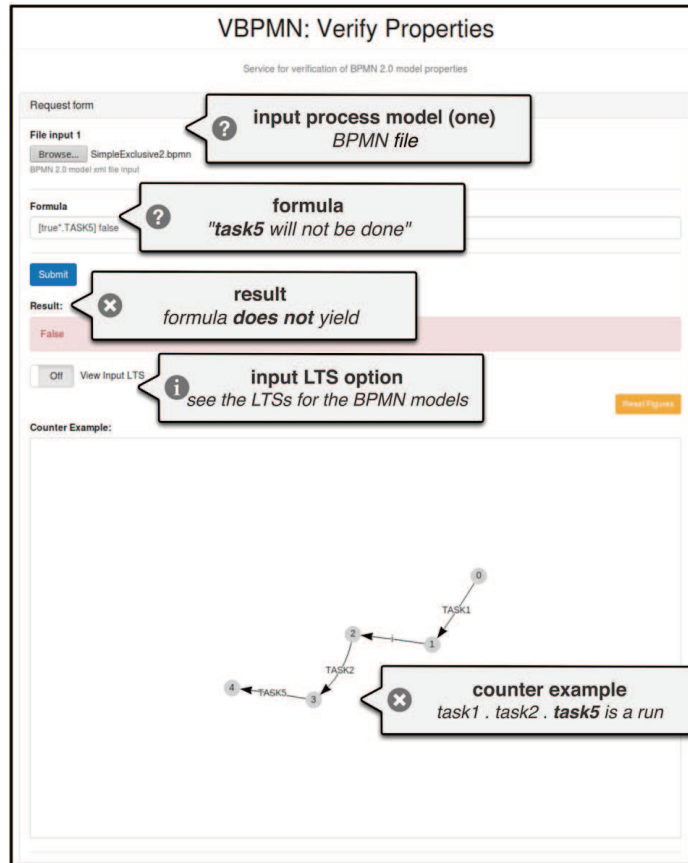 VBPMN: Verify Properties
Service for verification of BPMN 2.0 model properties
Request form
input process model (one)
BPMN file
File input 1
Browse... SimpleExclusive2.bpmn
BPMN 2.0 model xml file input
Formula
formula
"task5 will not be done"
[true*.TASK5] false
Submit
result
formula does not yield
Result:
False
Off View Input LTS
input LTS option
see the LTSs for the BPMN models
Reset Figures
Counter Example:
0
TASK1
2
i
1
TASK2
4
TASK5
3
counter example
task1 . task2 . task5 is a run